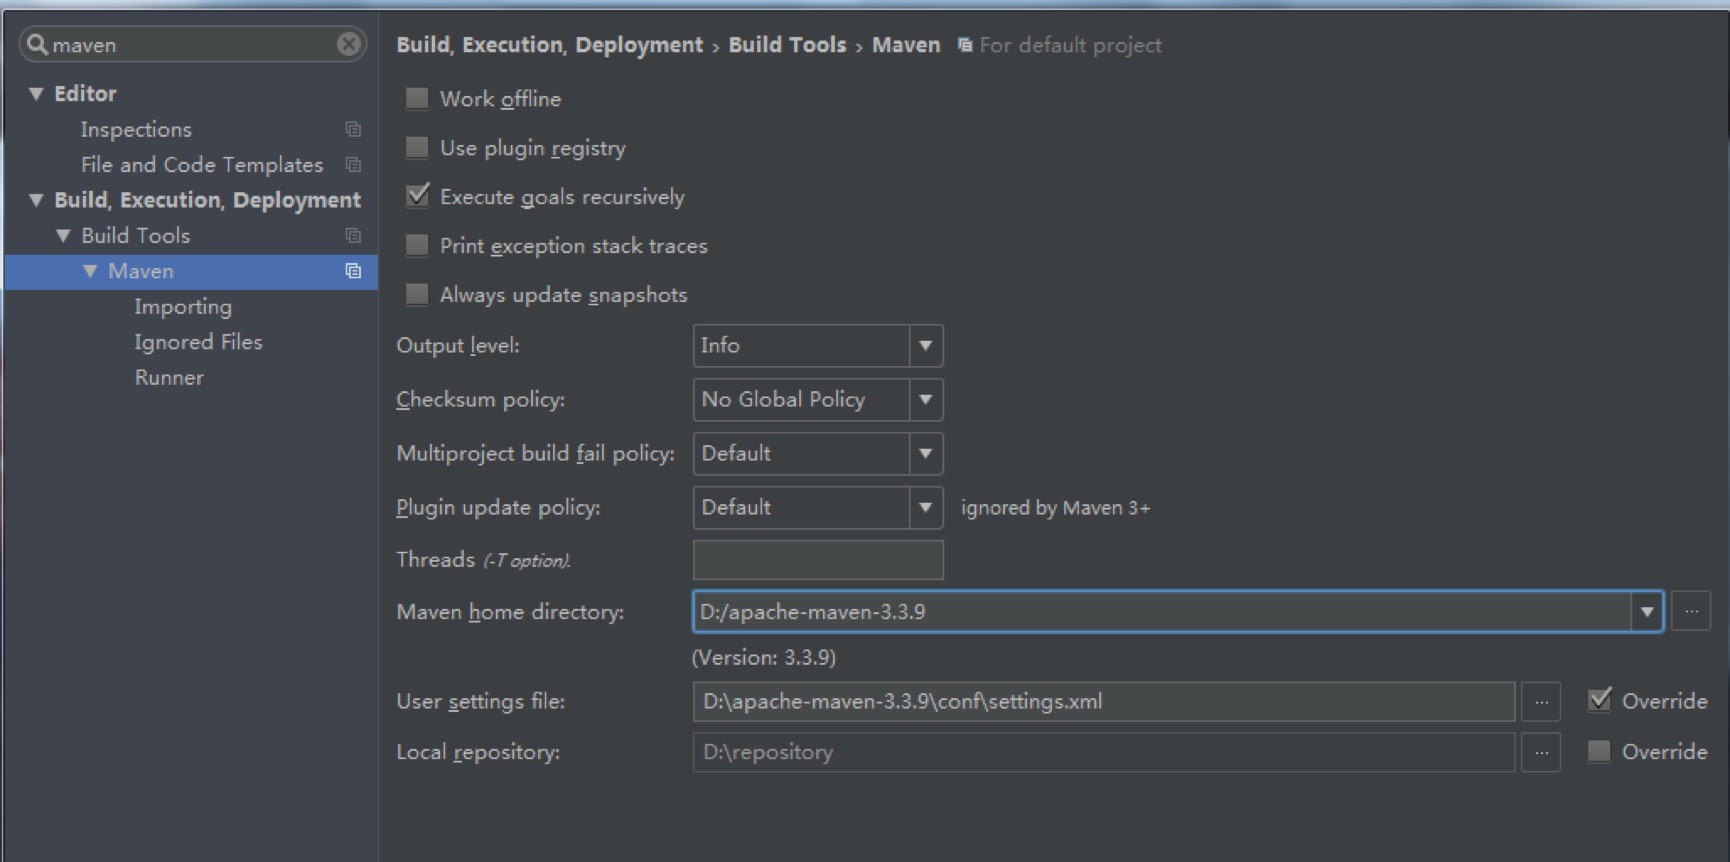 maven
Editor
Inspections
File and Code Templates
Build, Execution, Deployment
Build Tools
Maven
Importing
Ignored Files
Runner
Build, Execution, Deployment › Build Tools › Maven For default project
Work offline
Use plugin registry
Execute goals recursively
Print exception stack traces
Always update snapshots
Output level: Info
Checksum policy: No Global Policy
Multiproject build fail policy: Default
Plugin update policy: Default ignored by Maven 3+
Threads (-T option):
Maven home directory: D:/apache-maven-3.3.9 ...
(Version: 3.3.9)
User settings file: D:\apache-maven-3.3.9\conf\settings.xml ... Override
Local repository: D:\repository ... Override